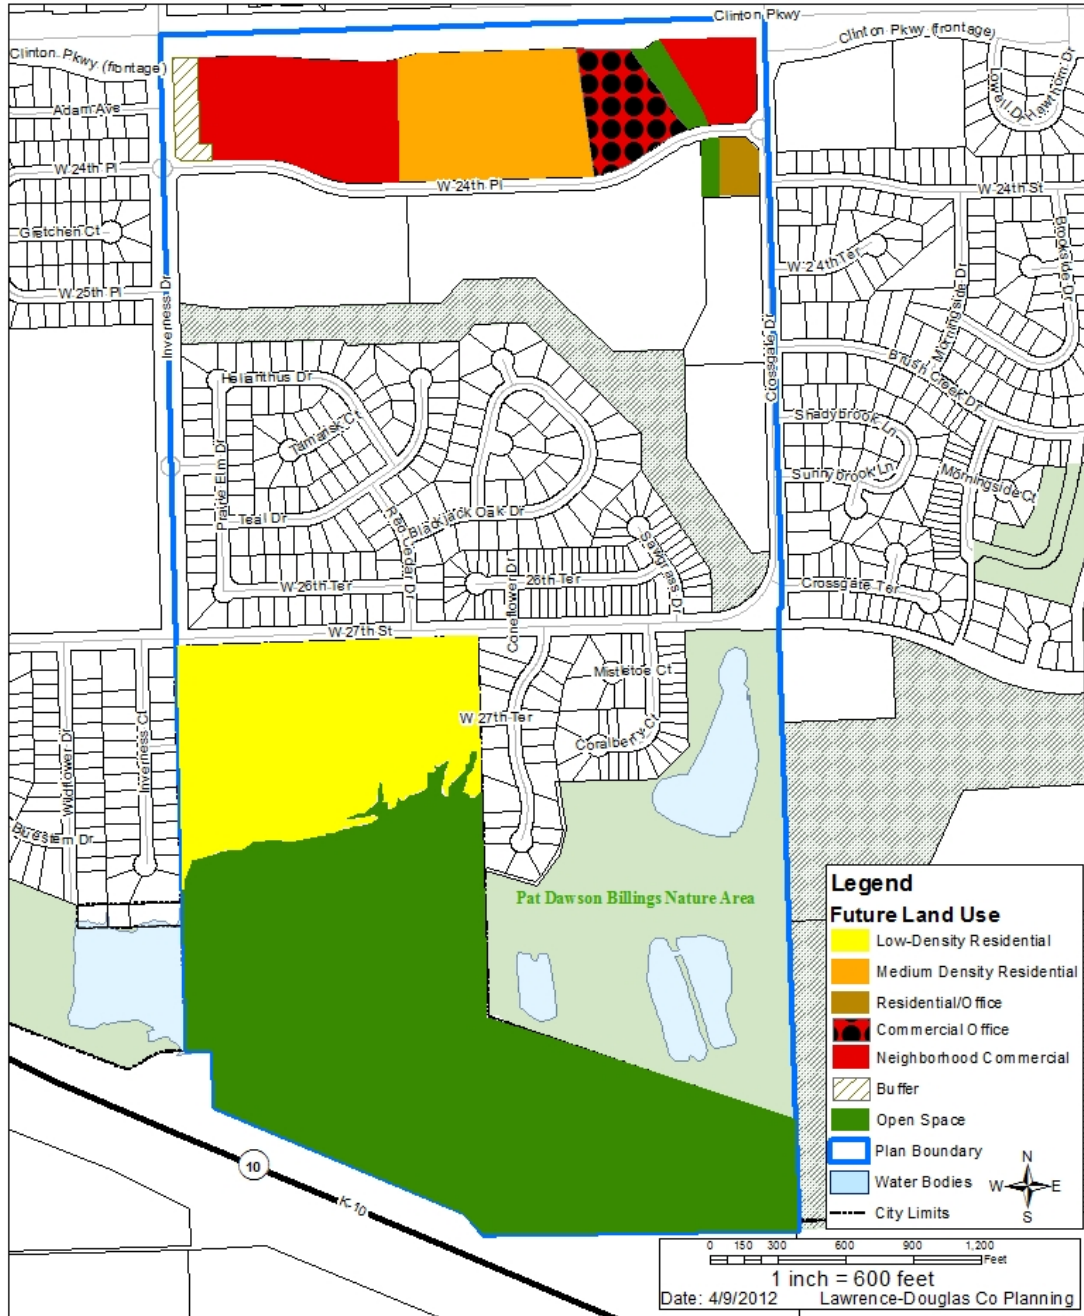 Clinton Pkwy
Clinton Pkwy (frontage)
Clinton Pkwy (frontage)
Lowell Dr
Hawthorn Dr
Adam Ave
W 24th Pl
W 24th Pl
W 24th St
Gretchen Ct
W 24th Ter
Brookside Dr
W 25th Pl
Inverness Dr
Morningside Dr
Crossgate Dr
Brush Creek Dr
Helianthus Dr
Tamarisk Ct
Shadybrook Ln
Prairie Elm Dr
Sunnybrook Ln
Morningside Ct
Teal Dr
Red Cedar Dr
Blackjack Oak Dr
Sawgrass Dr
W 26th Ter
Coneflower Dr
26th Ter
Crossgate Ter
W 27th St
Mistletoe Ct
W 27th Ter
Coralberry Ct
Wildflower Dr
Inverness Ct
Bluestem Dr
Pat Dawson Billings Nature Area
10
K-10
Legend
Future Land Use
Low-Density Residential
Medium Density Residential
Residential/Office
Commercial Office
Neighborhood Commercial
Buffer
Open Space
Plan Boundary
Water Bodies
City Limits
N
W E
S
0 150 300 600 900 1,200
Feet
1 inch = 600 feet
Date: 4/9/2012 Lawrence-Douglas Co Planning